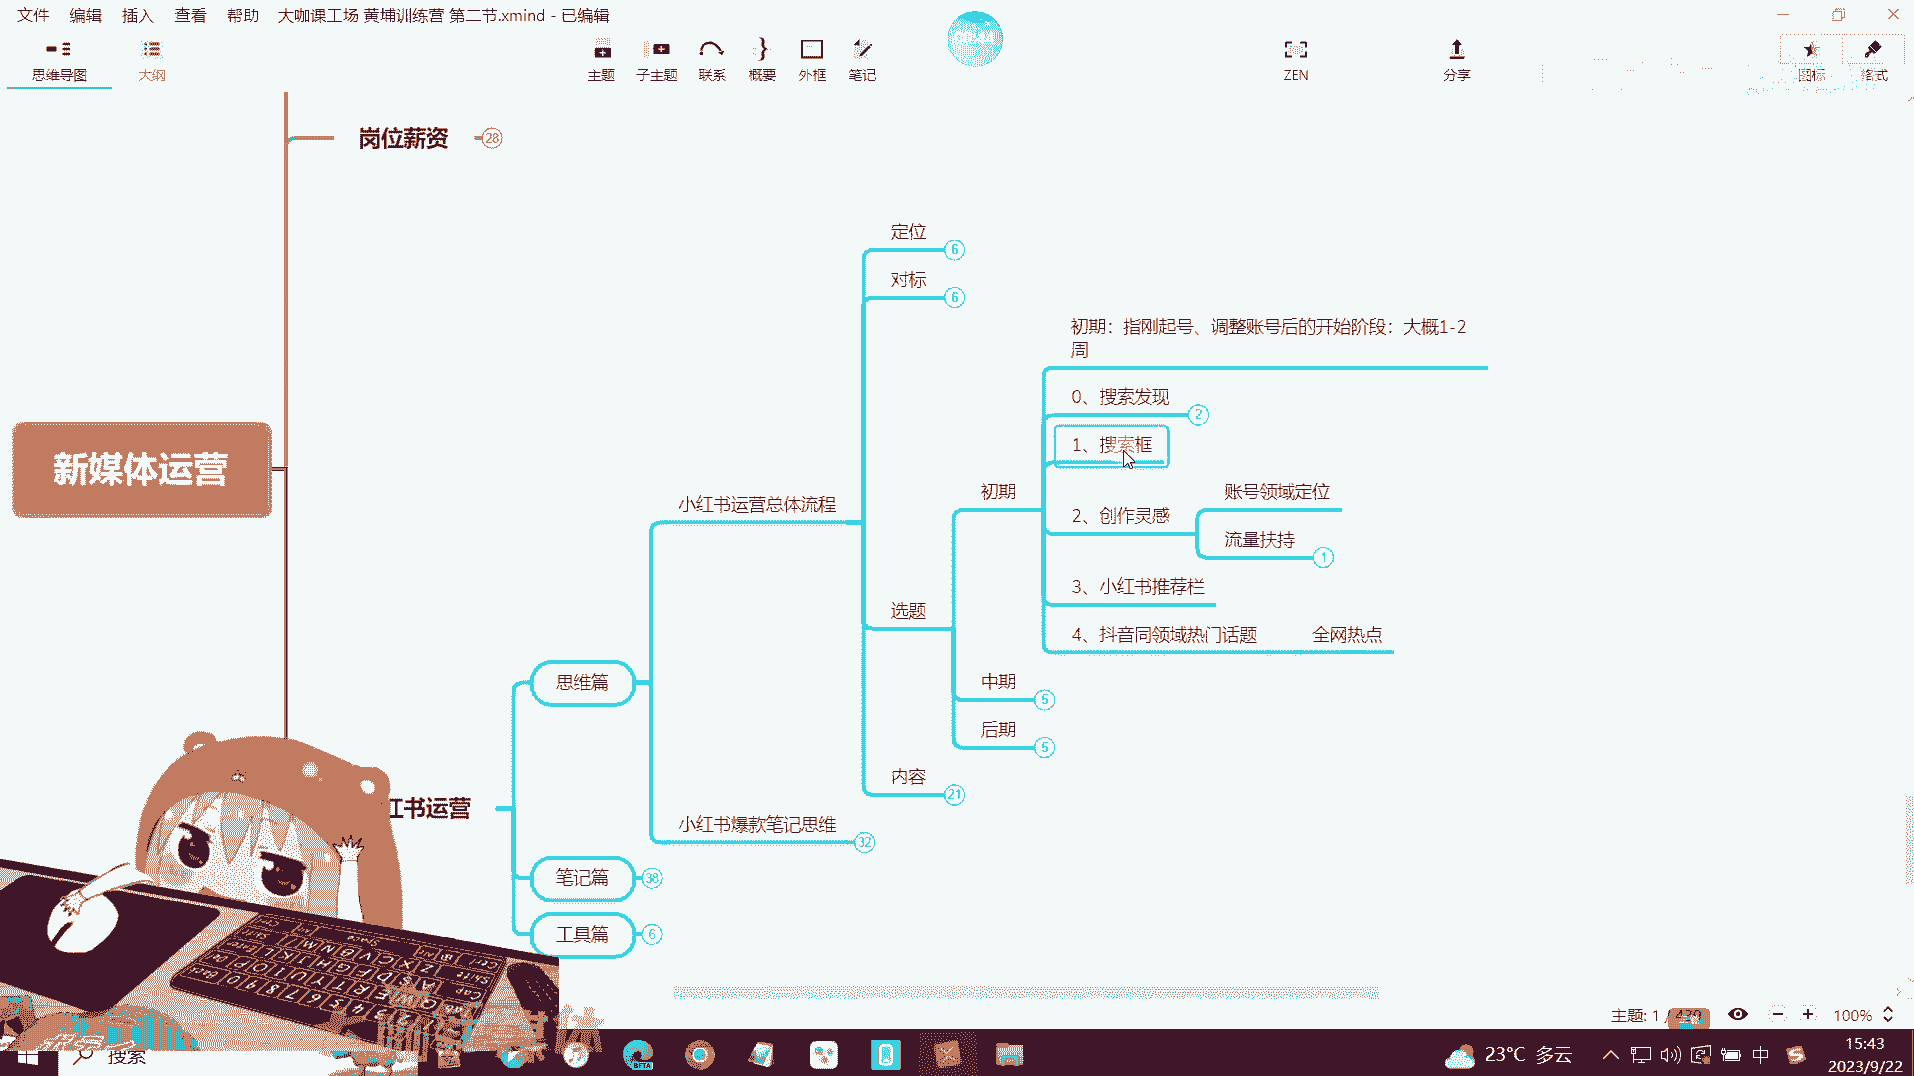 文件 编辑 插入 查看 帮助 大咖课工场 黄埔训练营 第二节.xmind - 已编辑
思维导图 大纲 主题 子主题 联系 概要 外框 笔记 ZEN 分享 图标 格式
岗位薪资 28
定位 6
对标 6
初期：指刚起号、调整账号后的开始阶段：大概1-2
周
0、搜索发现 2
1、搜索框
新媒体运营
小红书运营总体流程
初期
账号领域定位
2、创作灵感
流量扶持 1
3、小红书推荐栏
选题
4、抖音同领域热门话题 全网热点
思维篇
中期 5
后期 5
内容 21
红书运营
小红书爆款笔记思维 32
笔记篇 38
工具篇 6
主题: 1 / 100%
搜索
23°C 多云
中
15:43
2023/9/22